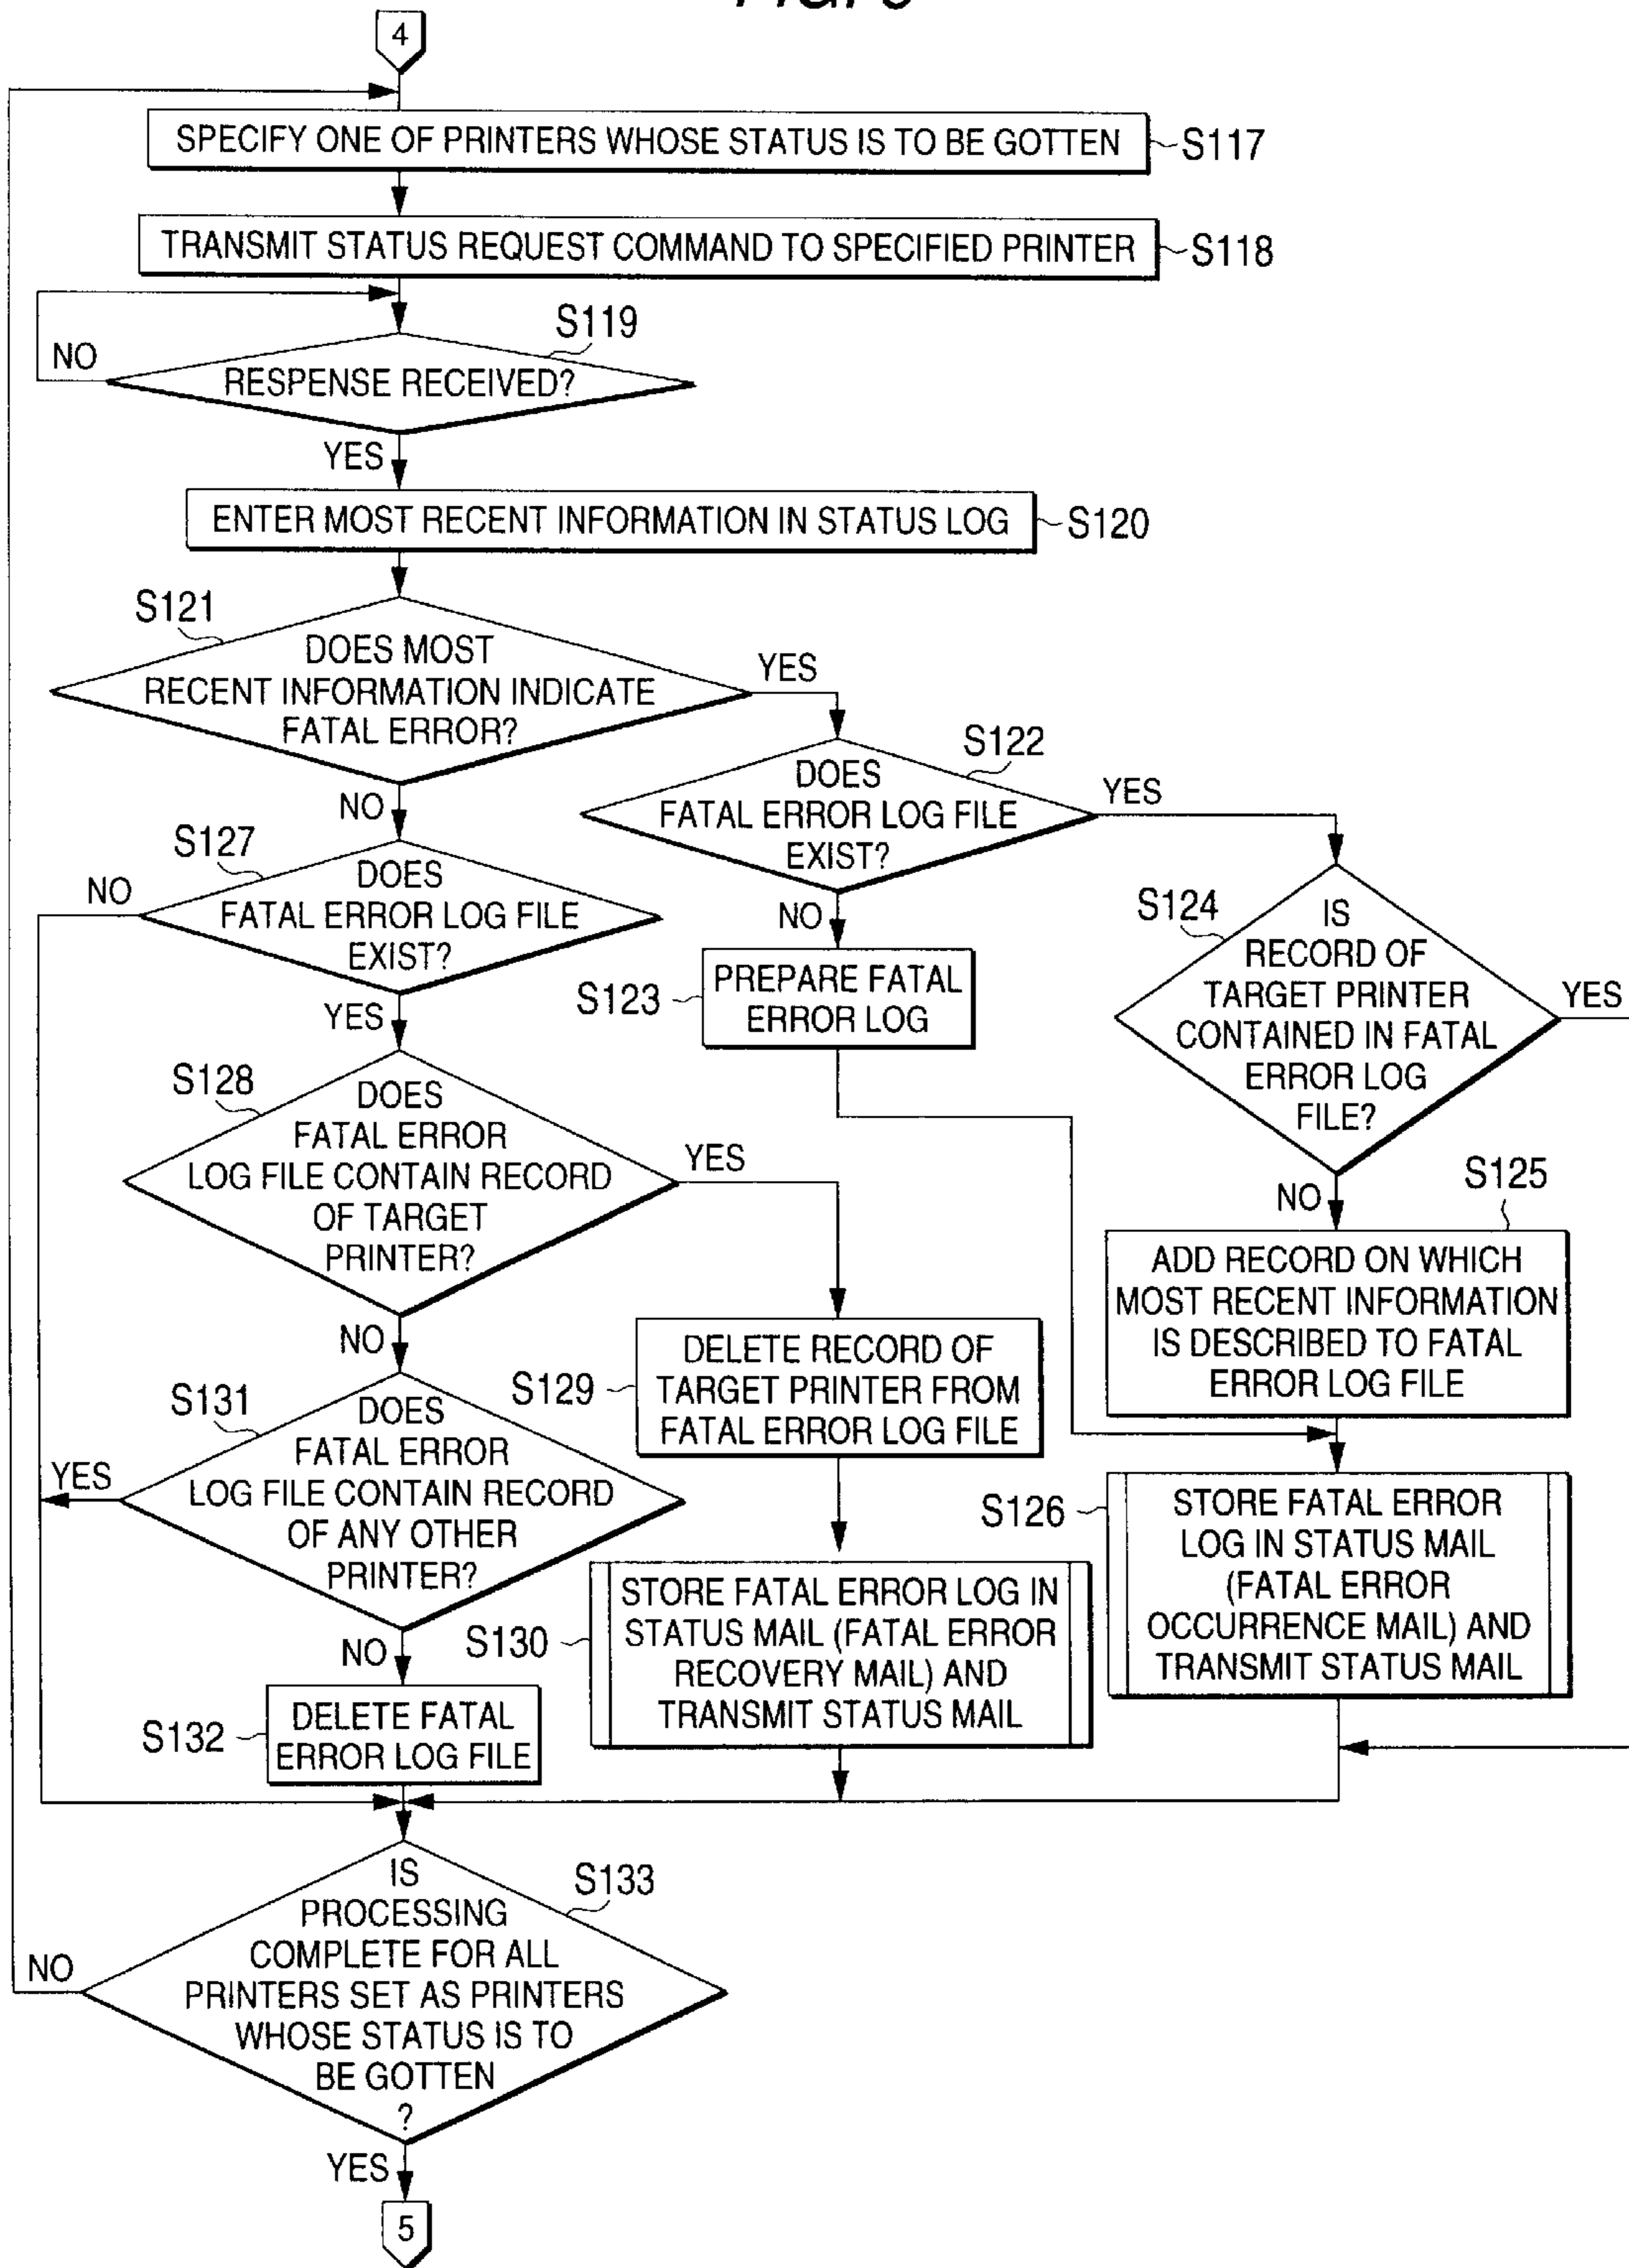 4
SPECIFY ONE OF PRINTERS WHOSE STATUS IS TO BE GOTTEN
S117
TRANSMIT STATUS REQUEST COMMAND TO SPECIFIED PRINTER
S118
S119
NO
RESPENSE RECEIVED?
YES
ENTER MOST RECENT INFORMATION IN STATUS LOG
S120
S121
DOES MOST
RECENT INFORMATION INDICATE
FATAL ERROR?
YES
NO
S122
DOES
FATAL ERROR LOG FILE
EXIST?
YES
NO
S127
DOES
FATAL ERROR LOG FILE
EXIST?
NO
YES
S123
PREPARE FATAL
ERROR LOG
S124
IS
RECORD OF
TARGET PRINTER
CONTAINED IN FATAL
ERROR LOG
FILE?
YES
NO
S128
DOES
FATAL ERROR
LOG FILE CONTAIN RECORD
OF TARGET
PRINTER?
YES
NO
S125
ADD RECORD ON WHICH
MOST RECENT INFORMATION
IS DESCRIBED TO FATAL
ERROR LOG FILE
S129
DELETE RECORD OF
TARGET PRINTER FROM
FATAL ERROR LOG FILE
S131
DOES
FATAL ERROR
LOG FILE CONTAIN RECORD
OF ANY OTHER
PRINTER?
YES
NO
S126
STORE FATAL ERROR
LOG IN STATUS MAIL
(FATAL ERROR
OCCURRENCE MAIL) AND
TRANSMIT STATUS MAIL
S130
STORE FATAL ERROR LOG IN
STATUS MAIL (FATAL ERROR
RECOVERY MAIL) AND
TRANSMIT STATUS MAIL
S132
DELETE FATAL
ERROR LOG FILE
S133
IS
PROCESSING
COMPLETE FOR ALL
PRINTERS SET AS PRINTERS
WHOSE STATUS IS TO
BE GOTTEN
?
NO
YES
5